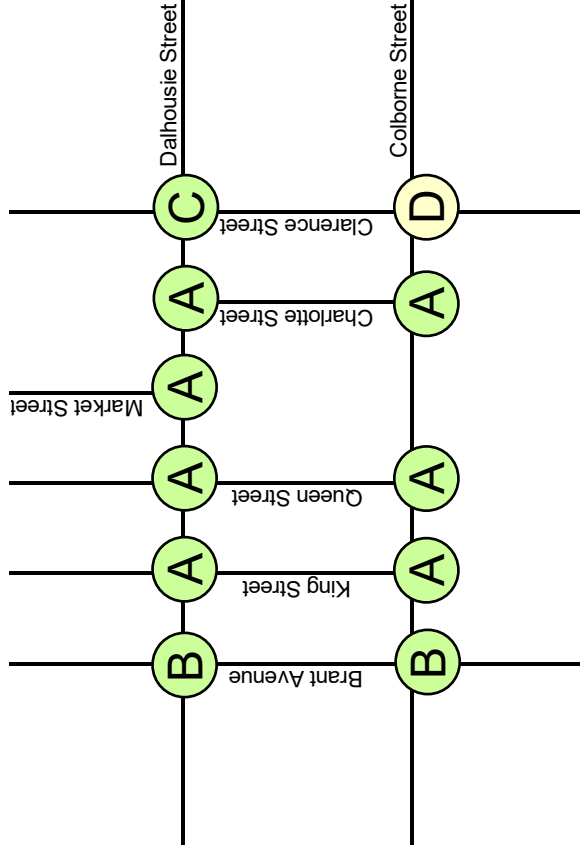 Dalhousie Street
Colborne Street
C
Clarence Street
D
A
Charlotte Street
A
Market Street
A
A
Queen Street
A
A
King Street
A
B
Brant Avenue
B